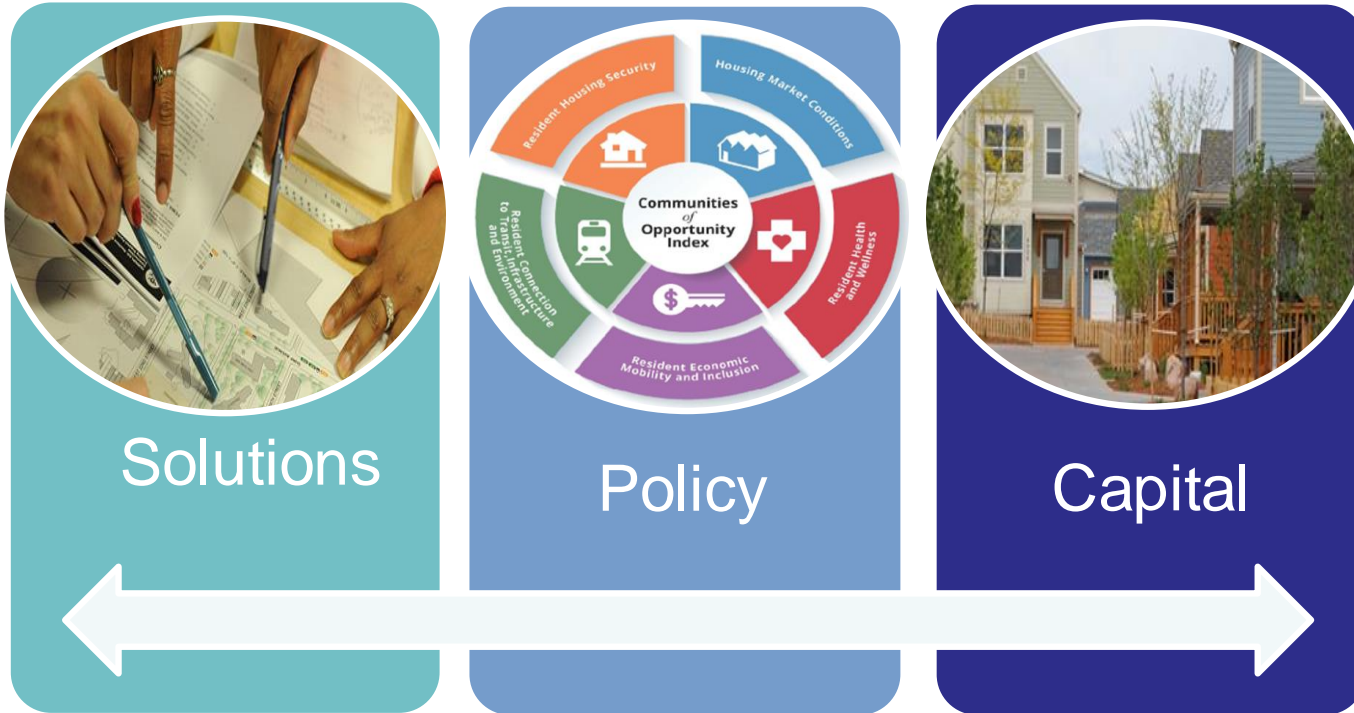 Resident Housing Security
Housing Market Conditions
Communities
of
Opportunity
Index
Resident Connection
to Transit, Infrastructure
and Environment
Resident Health
and Wellness
$
Resident Economic
Mobility and Inclusion
Solutions
Policy
Capital